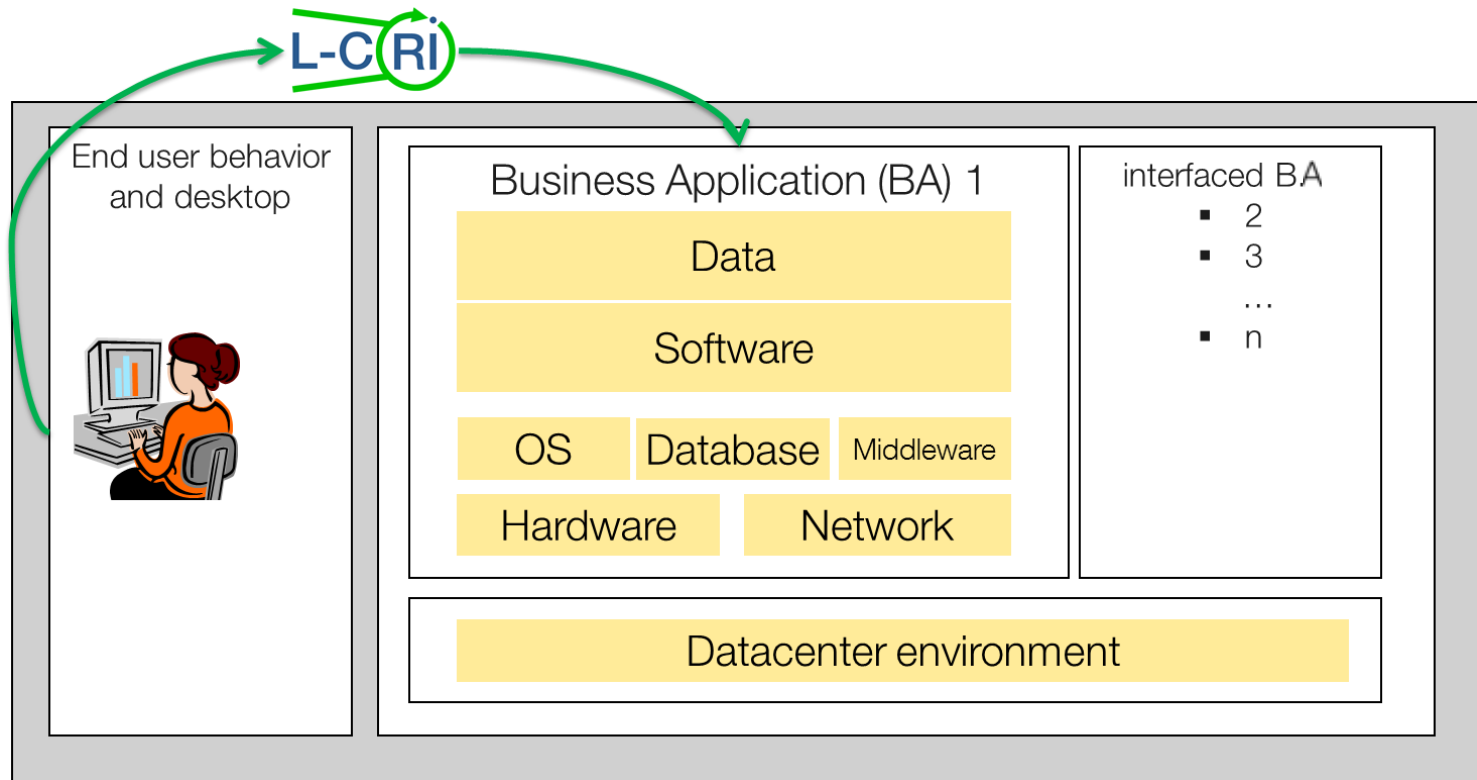 L-CRi
End user behavior
and desktop
Business Application (BA) 1
Data
Software
OS
Database
Middleware
Hardware
Network
interfaced B.A
▪ 2
▪ 3
…
▪ n
Datacenter environment